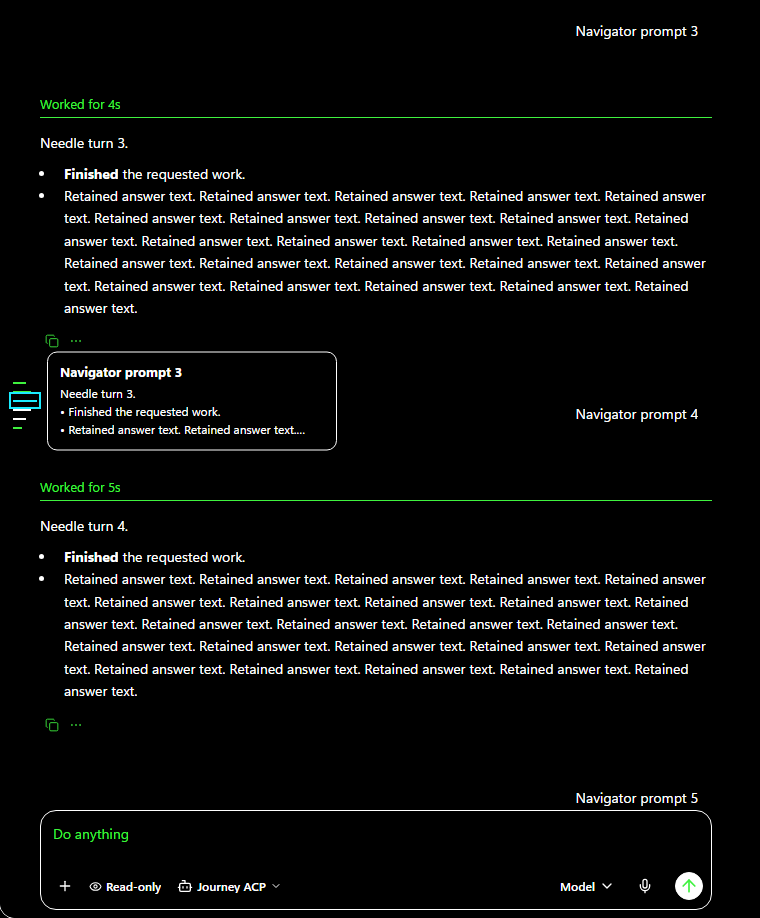 Navigator prompt 3
Worked for 4s
Needle turn 3.
• Finished the requested work.
• Retained answer text. Retained answer text. Retained answer text. Retained answer text. Retained answer
text. Retained answer text. Retained answer text. Retained answer text. Retained answer text. Retained
answer text. Retained answer text. Retained answer text. Retained answer text. Retained answer text.
Retained answer text. Retained answer text. Retained answer text. Retained answer text. Retained answer
text. Retained answer text. Retained answer text. Retained answer text. Retained answer text. Retained
answer text.
Navigator prompt 3
Needle turn 3.
• Finished the requested work.
• Retained answer text. Retained answer text....
Navigator prompt 4
Worked for 5s
Needle turn 4.
• Finished the requested work.
• Retained answer text. Retained answer text. Retained answer text. Retained answer text. Retained answer
text. Retained answer text. Retained answer text. Retained answer text. Retained answer text. Retained
answer text. Retained answer text. Retained answer text. Retained answer text. Retained answer text.
Retained answer text. Retained answer text. Retained answer text. Retained answer text. Retained answer
text. Retained answer text. Retained answer text. Retained answer text. Retained answer text. Retained
answer text.
Navigator prompt 5
Do anything
Read-only Journey ACP Model